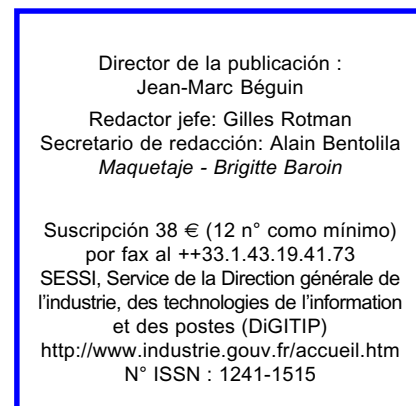 Director de la publicación :
Jean-Marc Béguin
Redactor jefe: Gilles Rotman
Secretario de redacción: Alain Bentolila
Maquetaje - Brigitte Baroin
Suscripción 38 € (12 n° como mínimo)
por fax al ++33.1.43.19.41.73
SESSI, Service de la Direction générale de
l’industrie, des technologies de l’information
et des postes (DiGITIP)
http://www.industrie.gouv.fr/accueil.htm
N° ISSN : 1241-1515